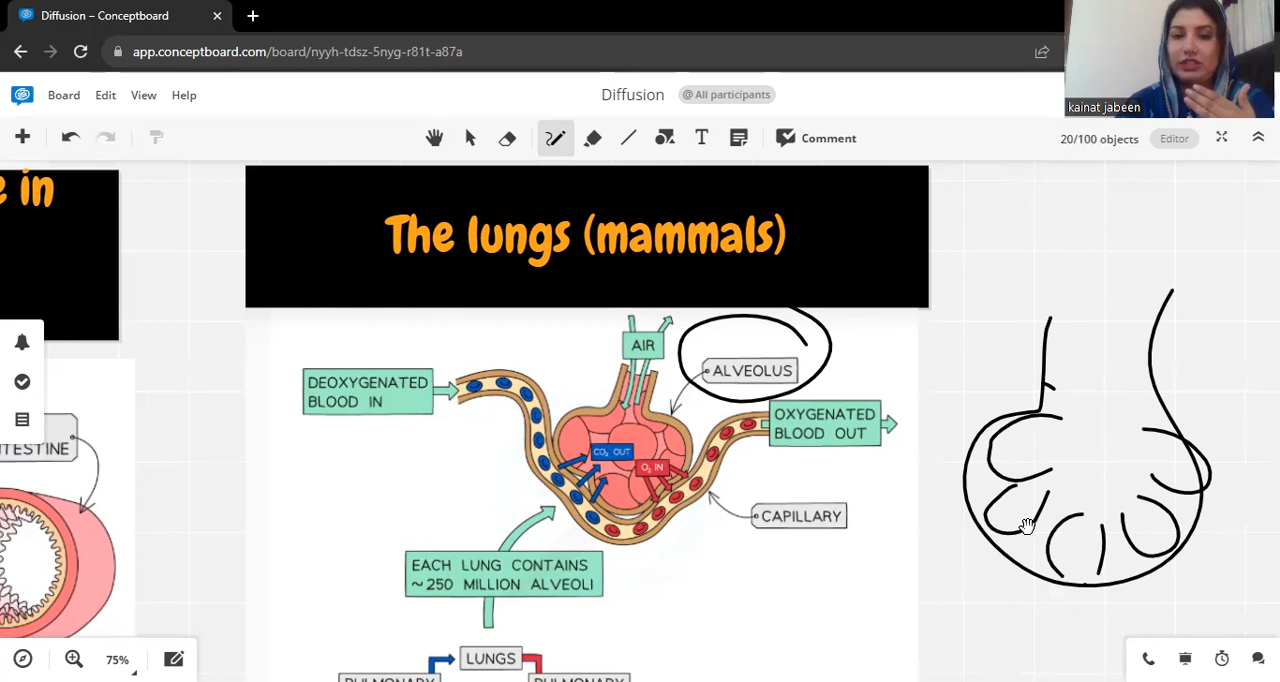 Diffusion – Conceptboard
app.conceptboard.com/board/nyyh-tdsz-5nyg-r81t-a87a
kainat jabeen
Board Edit View Help
Diffusion @ All participants
T Comment 20/100 objects Editor
e in
The lungs (mammals)
AIR
ALVEOLUS
DEOXYGENATED
BLOOD IN
OXYGENATED
BLOOD OUT
CO₂ OUT
O₂ IN
TESTINE
CAPILLARY
EACH LUNG CONTAINS
~250 MILLION ALVEOLI
LUNGS
75%
PULMONARY PULMONARY